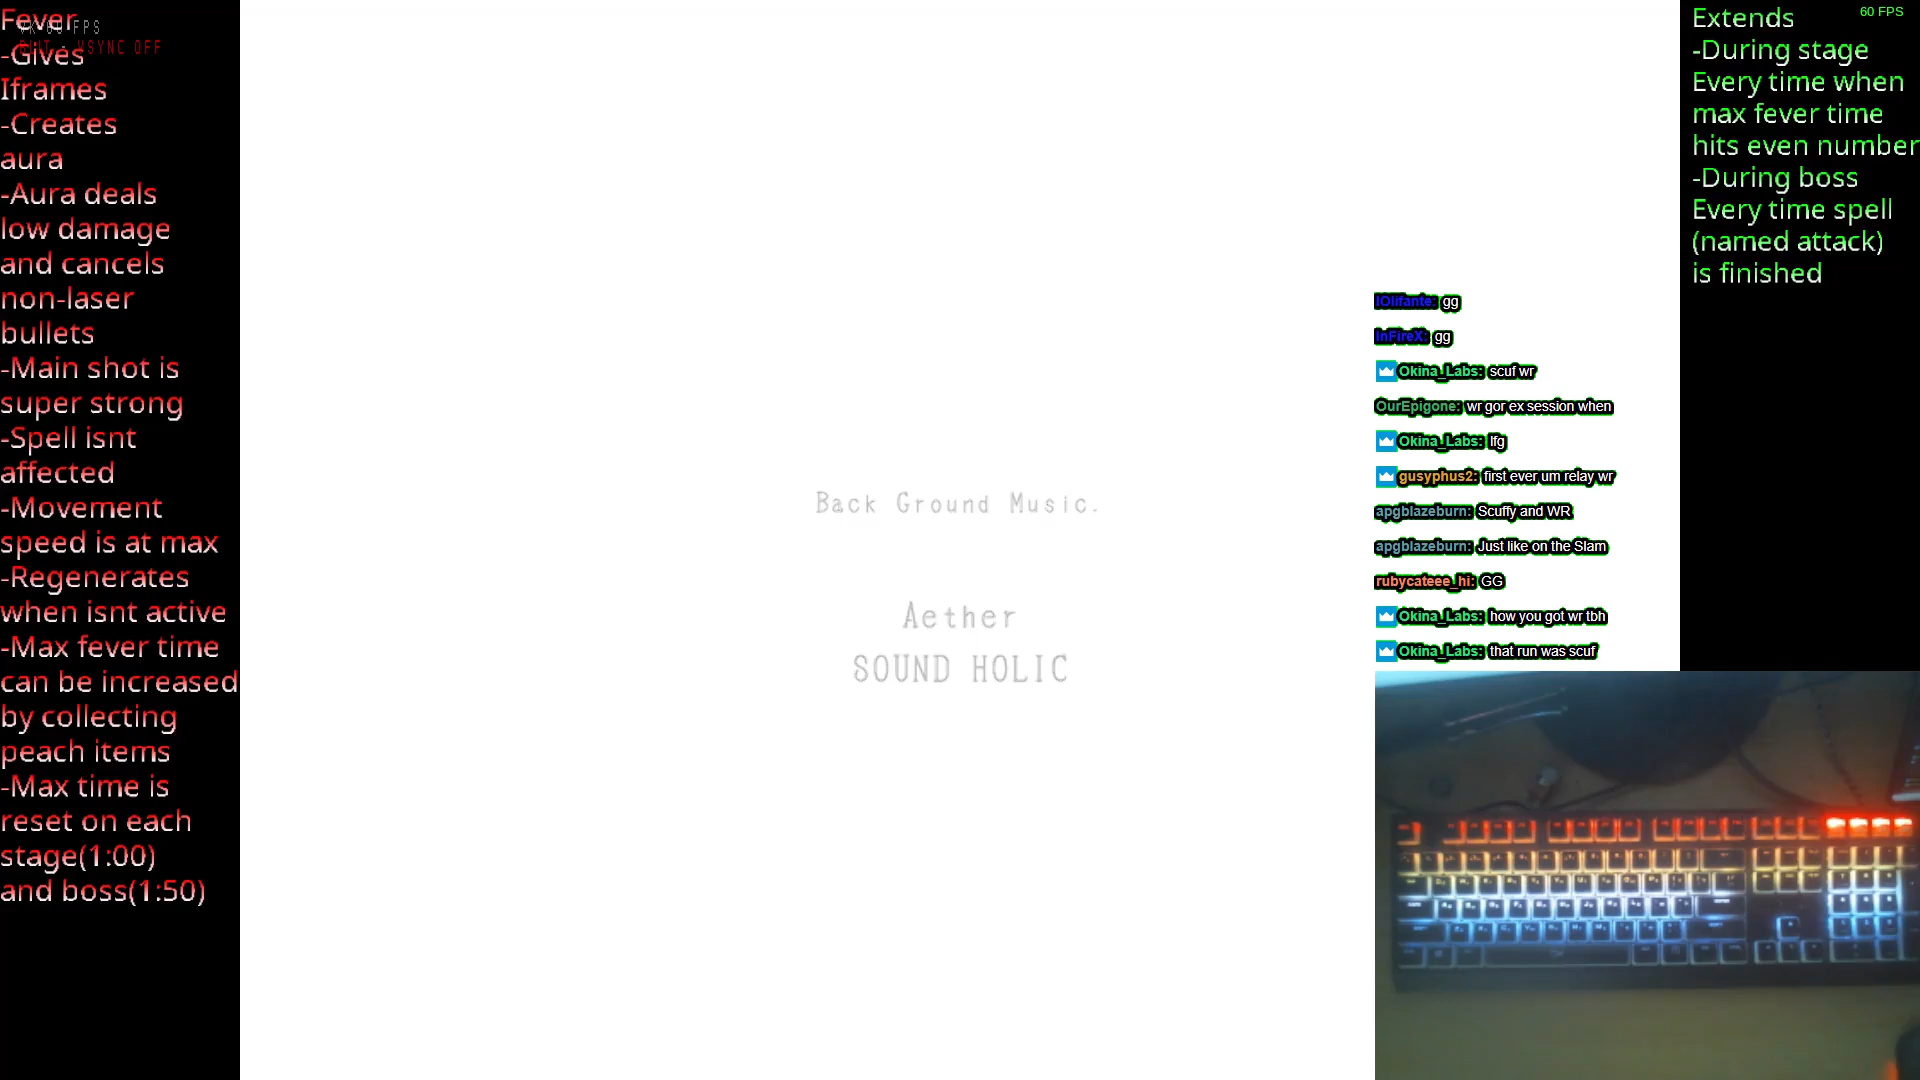 Fever
-Gives
Iframes
-Creates
aura
-Aura deals
low damage
and cancels
non-laser
bullets
-Main shot is
super strong
-Spell isnt
affected
-Movement
speed is at max
-Regenerates
when isnt active
-Max fever time
can be increased
by collecting
peach items
-Max time is
reset on each
stage(1:00)
and boss(1:50)
FPS
VSYNC OFF
Back Ground Music.
Aether
SOUND HOLIC
lOlifante: gg
InFireX: gg
Okina_Labs: scuf wr
OurEpigone: wr gor ex session when
Okina_Labs: lfg
gusyphus2: first ever um relay wr
apgblazeburn: Scuffy and WR
apgblazeburn: Just like on the Slam
rubycateee_hi: GG
Okina_Labs: how you got wr tbh
Okina_Labs: that run was scuf
60 FPS
Extends
-During stage
Every time when
max fever time
hits even number
-During boss
Every time spell
(named attack)
is finished